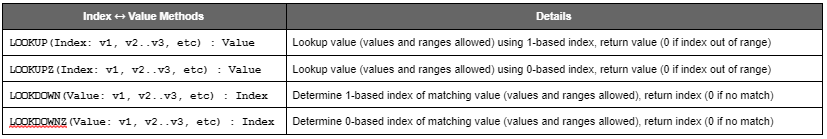 Index ↔ Value Methods Details
LOOKUP(Index: v1, v2..v3, etc) : Value Lookup value (values and ranges allowed) using 1-based index, return value (0 if index out of range)
LOOKUPZ(Index: v1, v2..v3, etc) : Value Lookup value (values and ranges allowed) using 0-based index, return value (0 if index out of range)
LOOKDOWN(Value: v1, v2..v3, etc) : Index Determine 1-based index of matching value (values and ranges allowed), return index (0 if no match)
LOOKDOWNZ(Value: v1, v2..v3, etc) : Index Determine 0-based index of matching value (values and ranges allowed), return index (0 if no match)